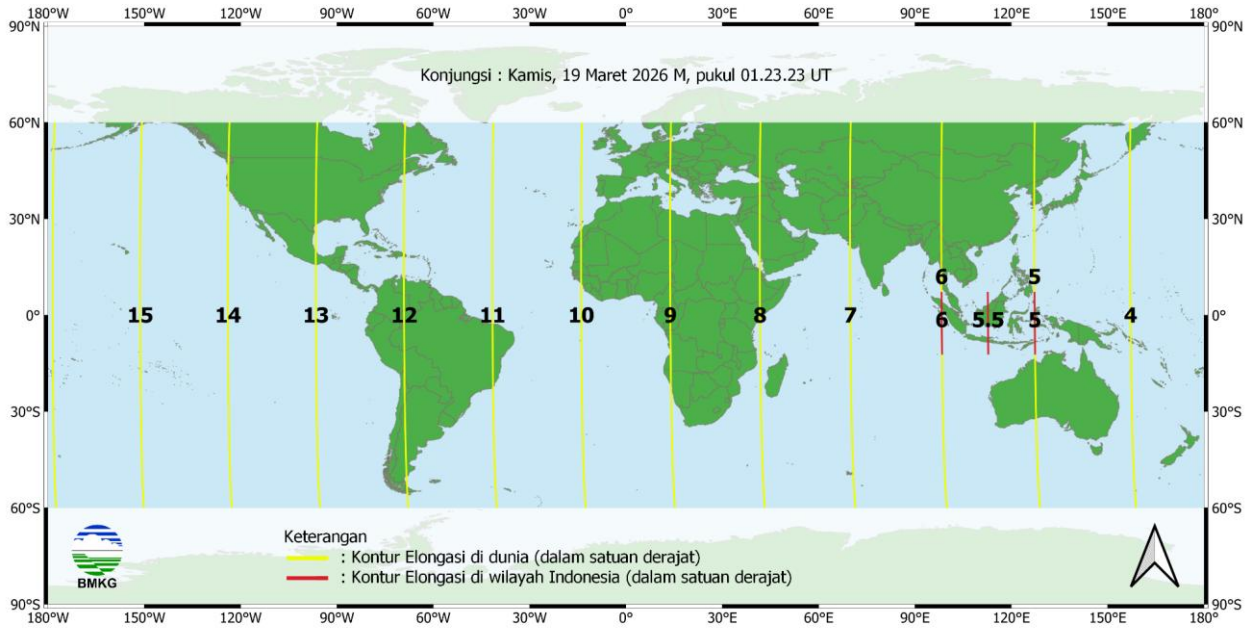 180° 150°W 120°W 90°W 60°W 30°W 0° 30°E 60°E 90°E 120°E 150°E 180°
90°N 90°N
Konjungsi : Kamis, 19 Maret 2026 M, pukul 01.23.23 UT
60°N 60°N
30°N 30°N
6 5
0° 15 14 13 12 11 10 9 8 7 6 5.5 5 4 0°
30°S 30°S
60°S 60°S
Keterangan
: Kontur Elongasi di dunia (dalam satuan derajat)
: Kontur Elongasi di wilayah Indonesia (dalam satuan derajat)
BMKG
90°S 90°S
180° 150°W 120°W 90°W 60°W 30°W 0° 30°E 60°E 90°E 120°E 150°E 180°